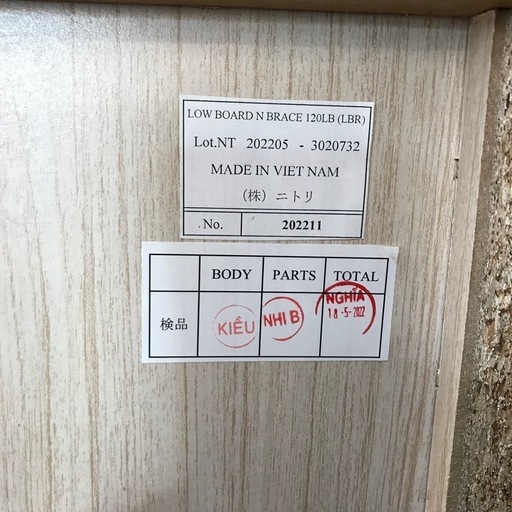 LOW BOARD N BRACE 120LB (LBR)
Lot.NT 202205 - 3020732
MADE IN VIET NAM
（株）ニトリ
No. 202211
BODY PARTS TOTAL
検品 KIỀU NHI B NGHĨA
18-5-2022